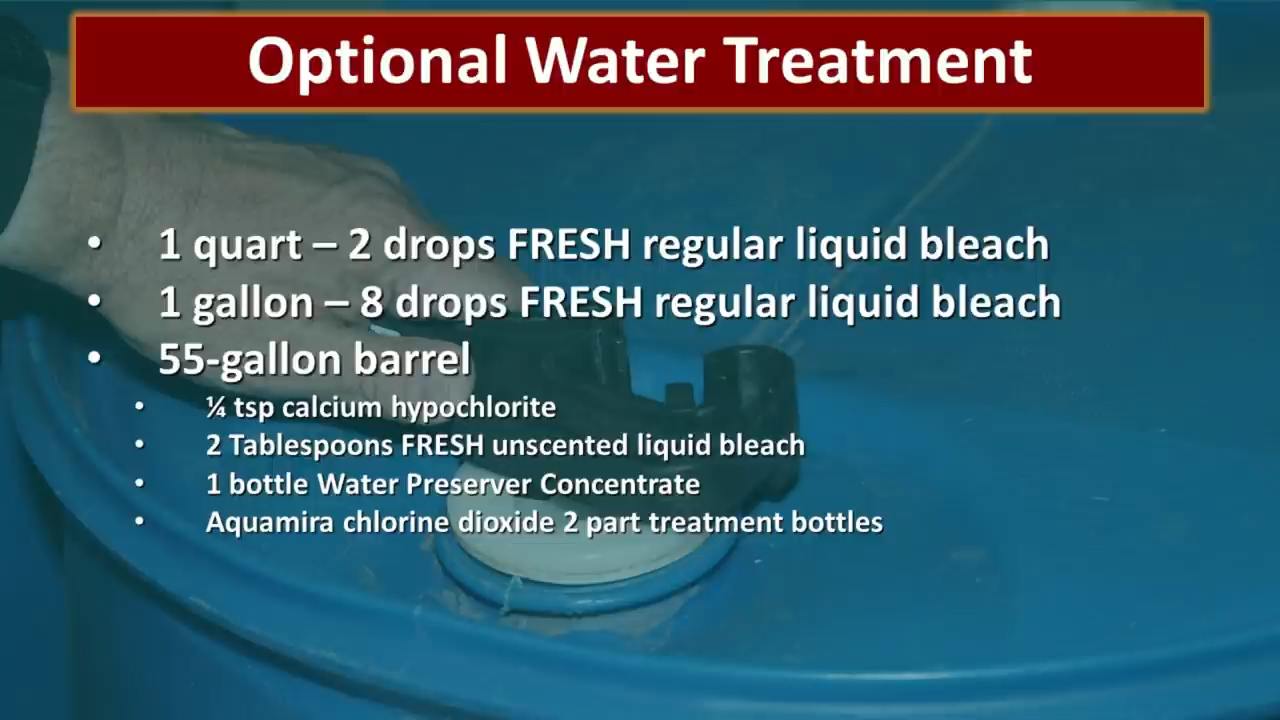 Optional Water Treatment
• 1 quart – 2 drops FRESH regular liquid bleach
• 1 gallon – 8 drops FRESH regular liquid bleach
• 55-gallon barrel
• ¼ tsp calcium hypochlorite
• 2 Tablespoons FRESH unscented liquid bleach
• 1 bottle Water Preserver Concentrate
• Aquamira chlorine dioxide 2 part treatment bottles